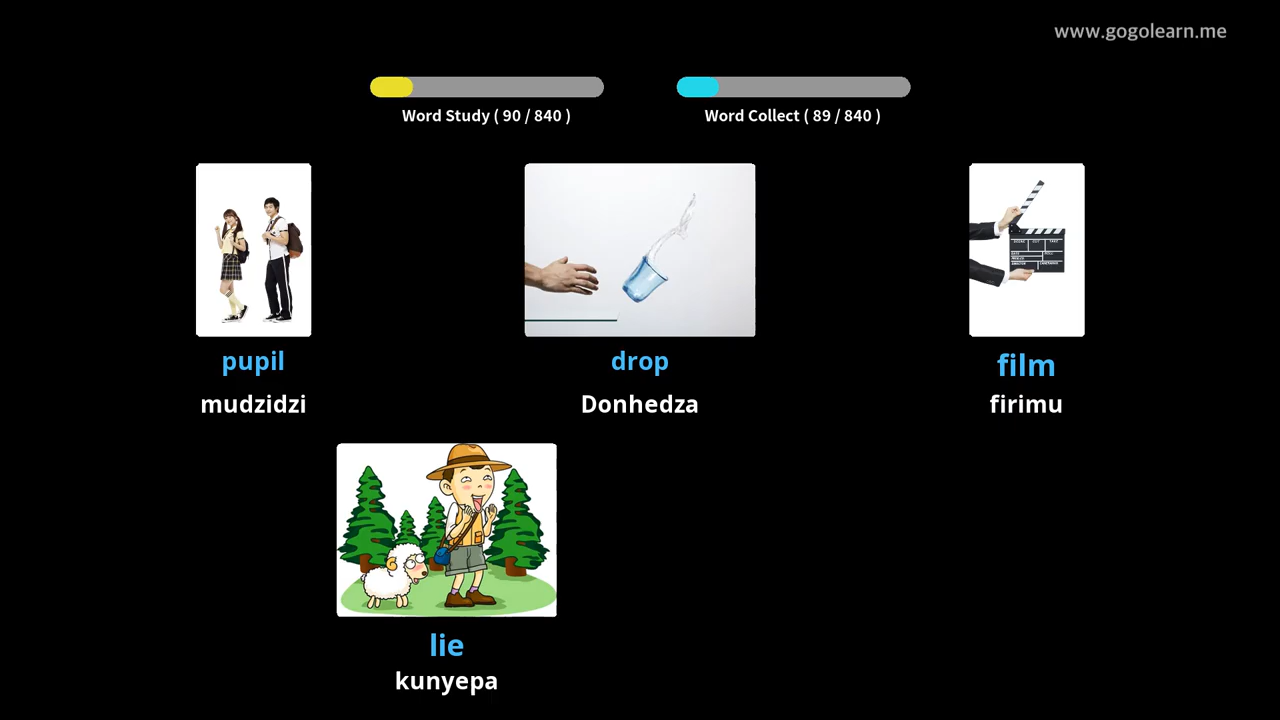 www.gogolearn.me
Word Study ( 90 / 840 )
Word Collect ( 89 / 840 )
pupil
mudzidzi
drop
Donhedza
film
firimu
lie
kunyepa